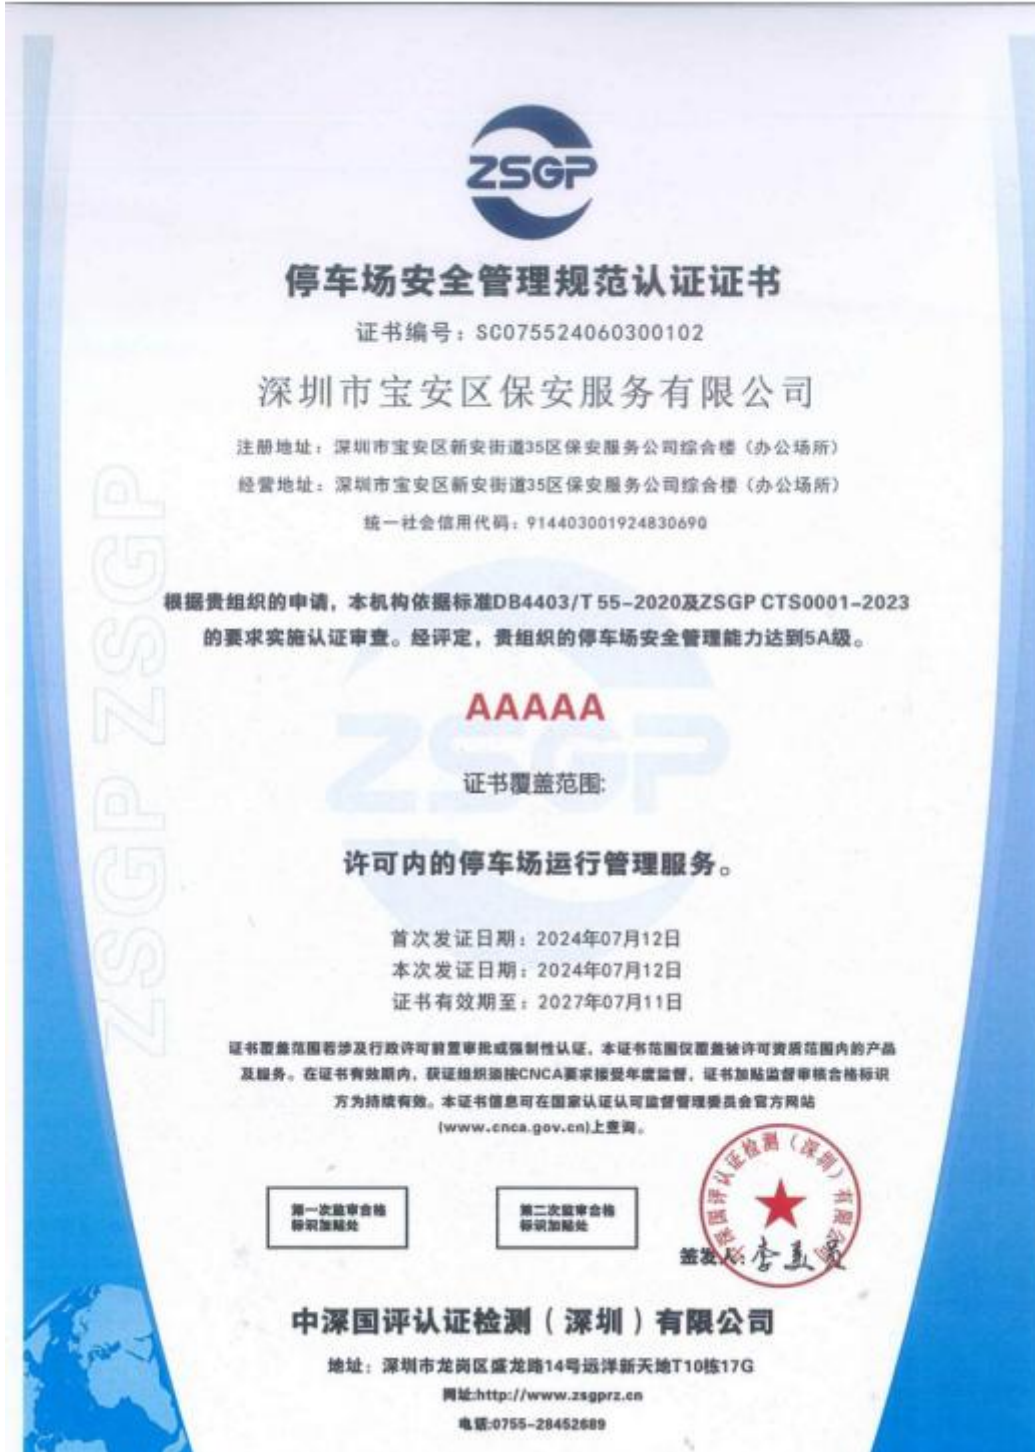 ZSGP
停车场安全管理规范认证证书
证书编号：SC075524060300102
深圳市宝安区保安服务有限公司
注册地址：深圳市宝安区新安街道35区保安服务公司综合楼（办公场所）
经营地址：深圳市宝安区新安街道35区保安服务公司综合楼（办公场所）
统一社会信用代码：91440300192483069Q
根据贵组织的申请，本机构依据标准DB4403/T 55-2020及ZSGP CTS0001-2023
的要求实施认证审查。经评定，贵组织的停车场安全管理能力达到5A级。
AAAAA
证书覆盖范围:
许可内的停车场运行管理服务。
首次发证日期：2024年07月12日
本次发证日期：2024年07月12日
证书有效期至：2027年07月11日
证书覆盖范围若涉及行政许可前置审批或强制性认证，本证书范围仅覆盖被许可资质范围内的产品
及服务。在证书有效期内，获证组织须按CNCA要求接受年度监督，证书加贴监督审核合格标识
方为持续有效。本证书信息可在国家认证认可监督管理委员会官方网站
(www.cnca.gov.cn)上查询。
第一次监审合格
标识加贴处
第二次监审合格
标识加贴处
中深国评认证检测（深圳）有限公司
签发人：李
中深国评认证检测（深圳）有限公司
地址：深圳市龙岗区盛龙路14号远洋新天地T10栋17G
网址:http://www.zsgprz.cn
电话:0755-28452689
ZSGP ZSGP
ZSGP ZSGP
ZSGP